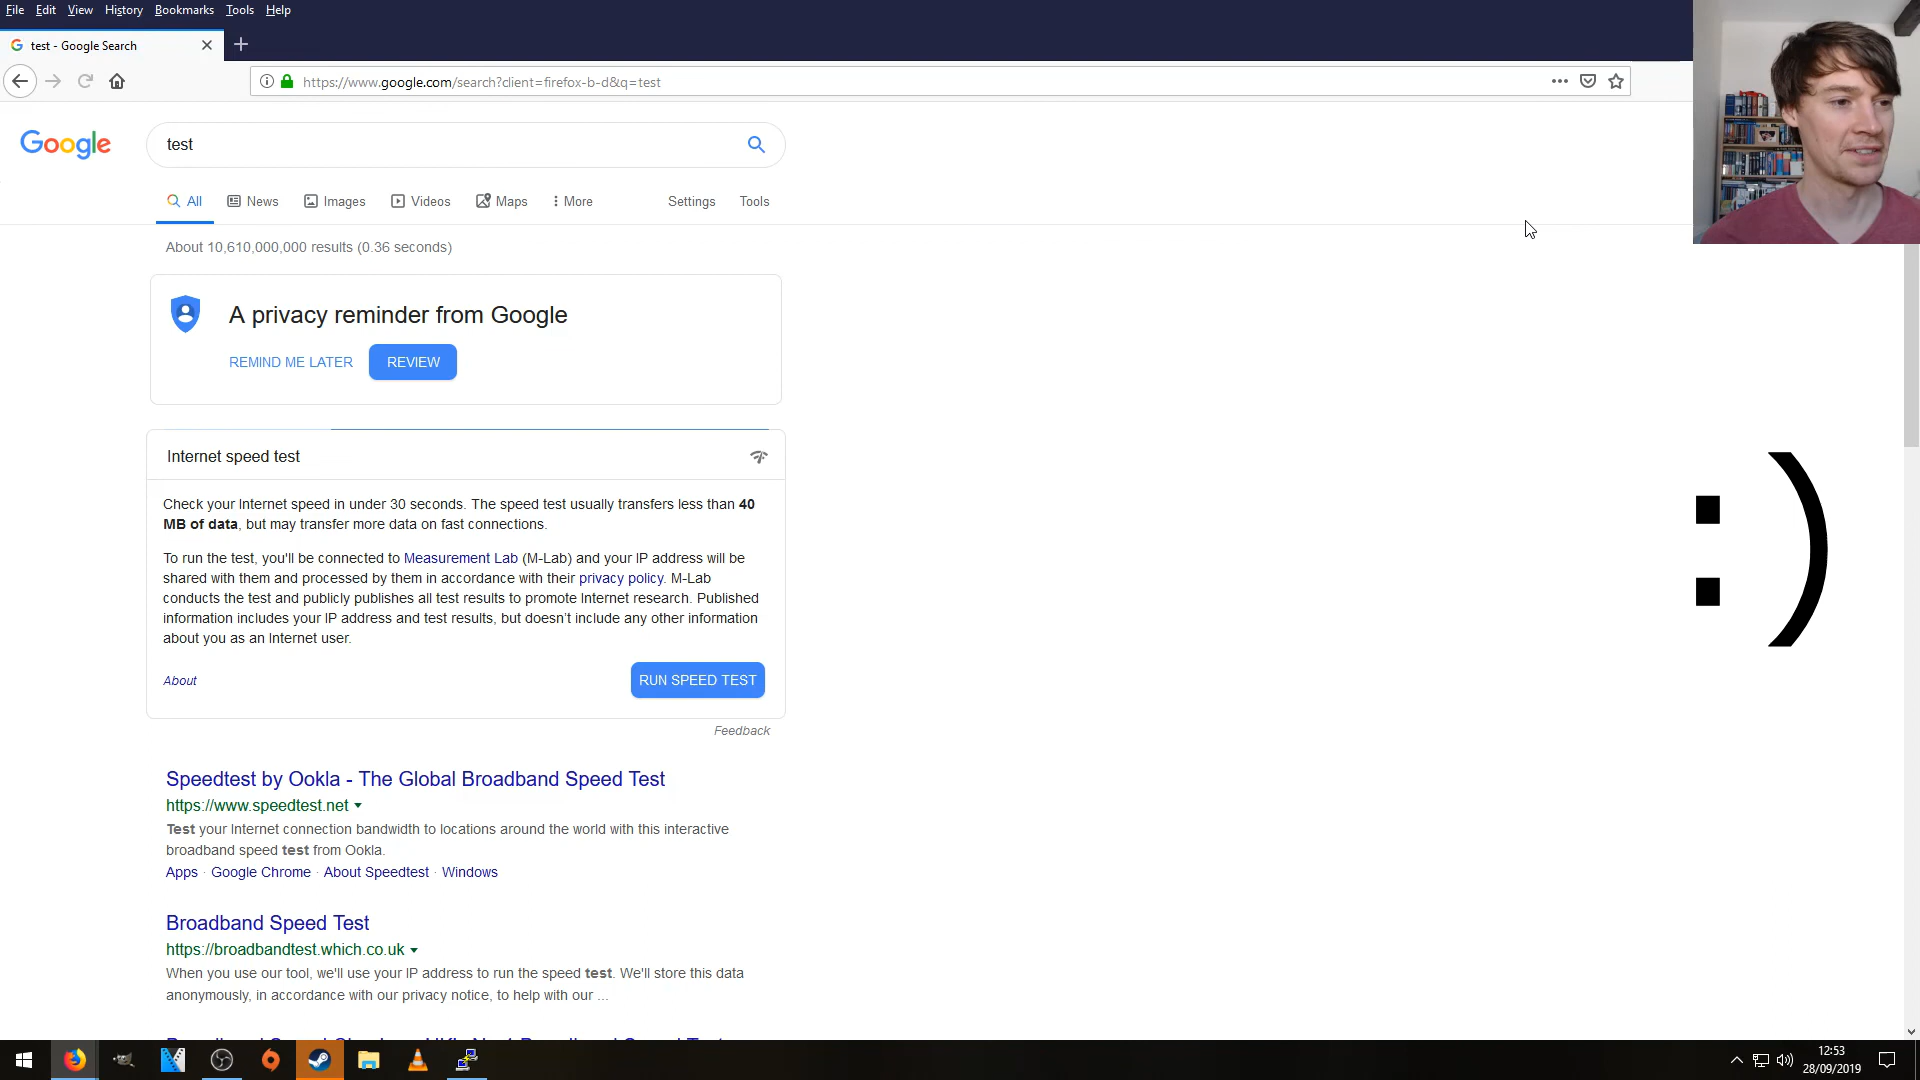 File Edit View History Bookmarks Tools Help
test - Google Search
https://www.google.com/search?client=firefox-b-d&q=test
Google
test
All News Images Videos Maps More Settings Tools
About 10,610,000,000 results (0.36 seconds)
A privacy reminder from Google
REMIND ME LATER REVIEW
Internet speed test
Check your Internet speed in under 30 seconds. The speed test usually transfers less than 40
MB of data, but may transfer more data on fast connections.
To run the test, you'll be connected to Measurement Lab (M-Lab) and your IP address will be
shared with them and processed by them in accordance with their privacy policy. M-Lab
conducts the test and publicly publishes all test results to promote Internet research. Published
information includes your IP address and test results, but doesn't include any other information
about you as an Internet user.
About RUN SPEED TEST
Feedback
:)
Speedtest by Ookla - The Global Broadband Speed Test
https://www.speedtest.net
Test your Internet connection bandwidth to locations around the world with this interactive
broadband speed test from Ookla.
Apps · Google Chrome · About Speedtest · Windows
Broadband Speed Test
https://broadbandtest.which.co.uk
When you use our tool, we'll use your IP address to run the speed test. We'll store this data
anonymously, in accordance with our privacy notice, to help with our ...
12:53
28/09/2019